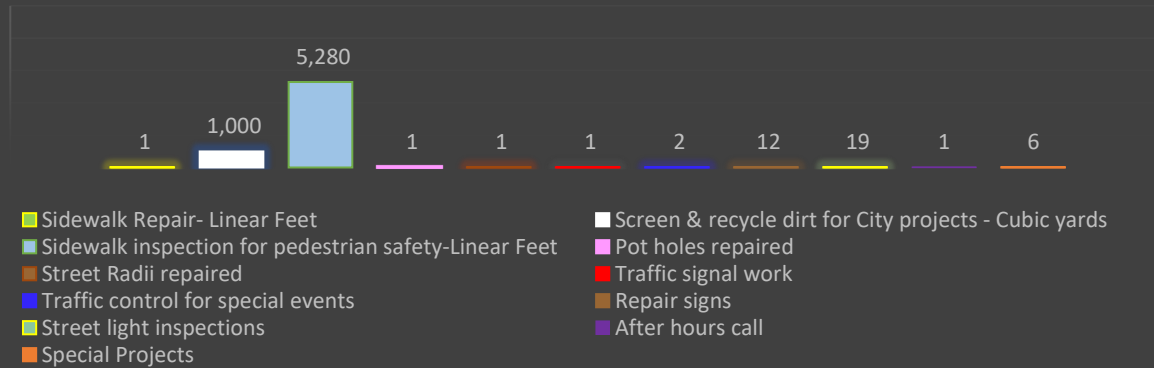 5,280
1,000
1 1 1 1 2 12 19 1 6
Sidewalk Repair- Linear Feet
Screen & recycle dirt for City projects - Cubic yards
Sidewalk inspection for pedestrian safety-Linear Feet
Pot holes repaired
Street Radii repaired
Traffic signal work
Traffic control for special events
Repair signs
Street light inspections
After hours call
Special Projects